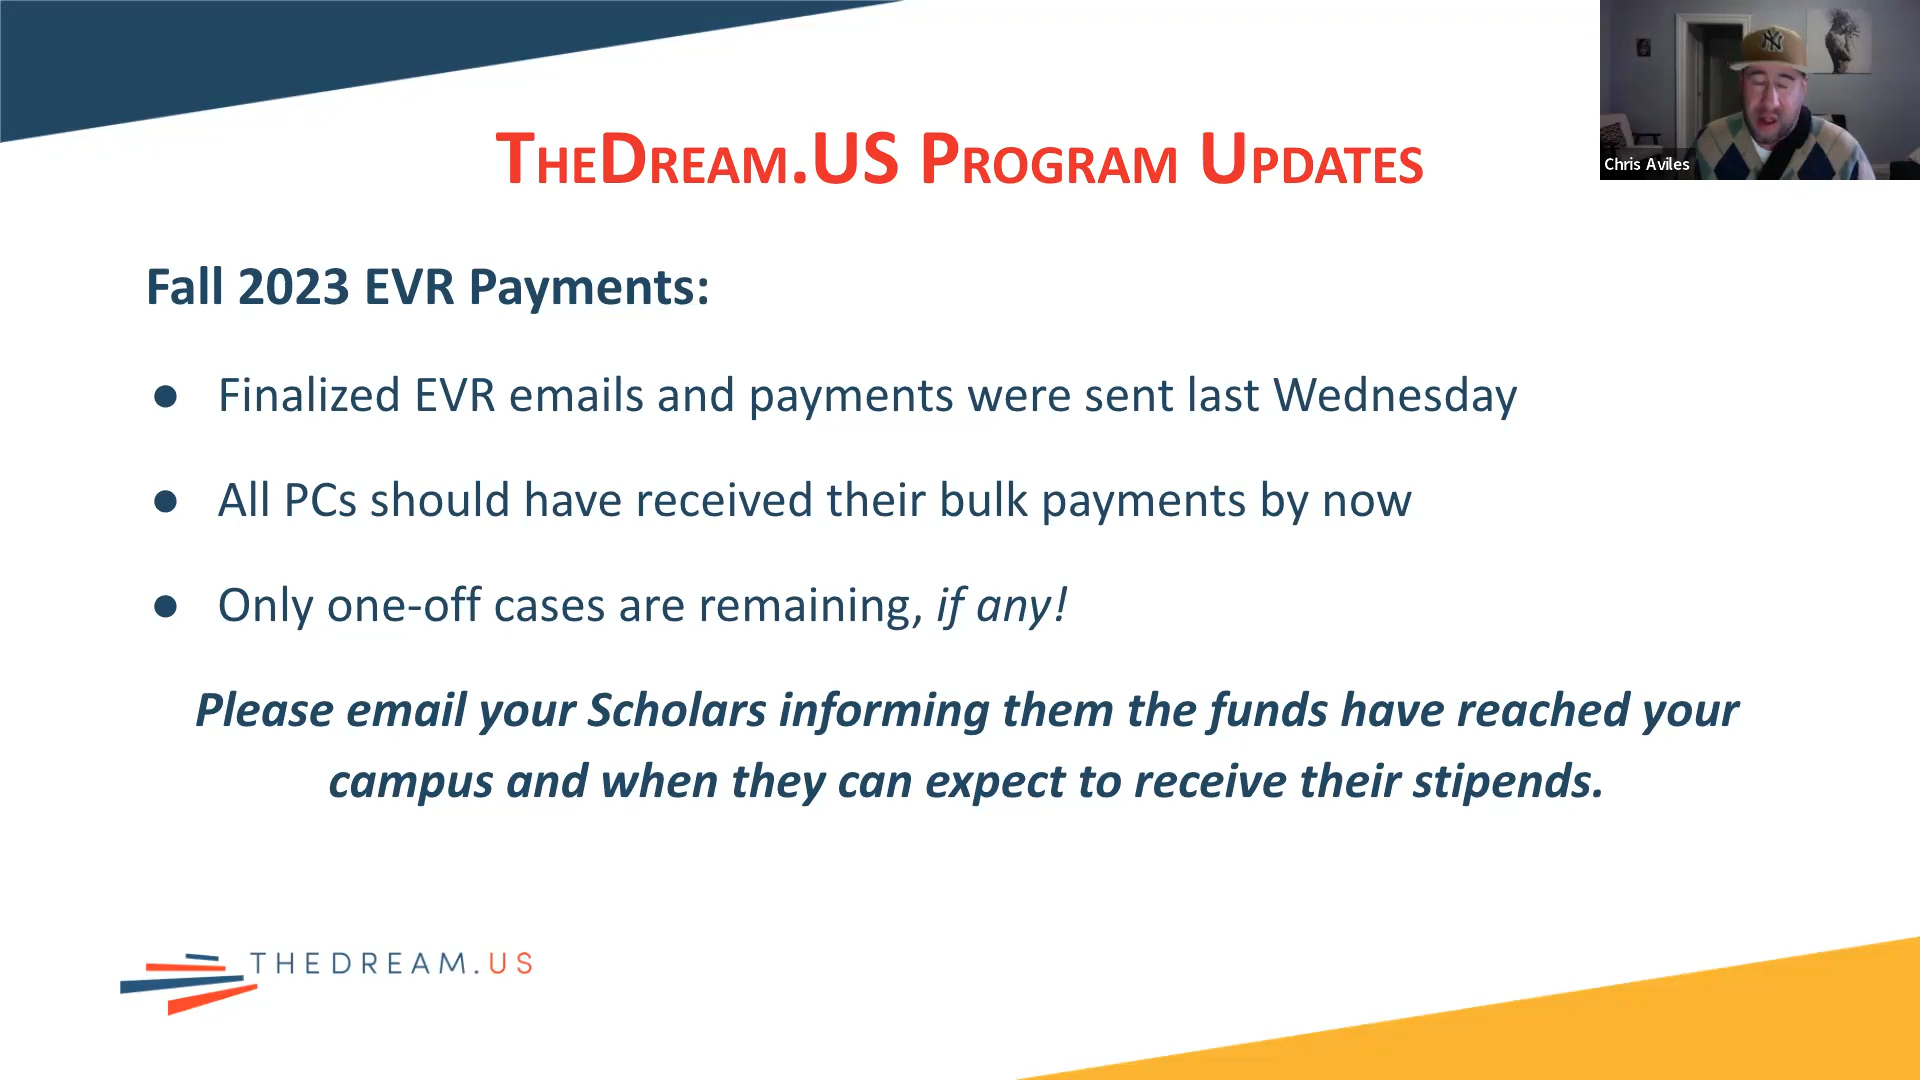 TheDream.US Program Updates
Chris Aviles
Fall 2023 EVR Payments:
● Finalized EVR emails and payments were sent last Wednesday
● All PCs should have received their bulk payments by now
● Only one-off cases are remaining, if any!
Please email your Scholars informing them the funds have reached your
campus and when they can expect to receive their stipends.
THEDREAM.US